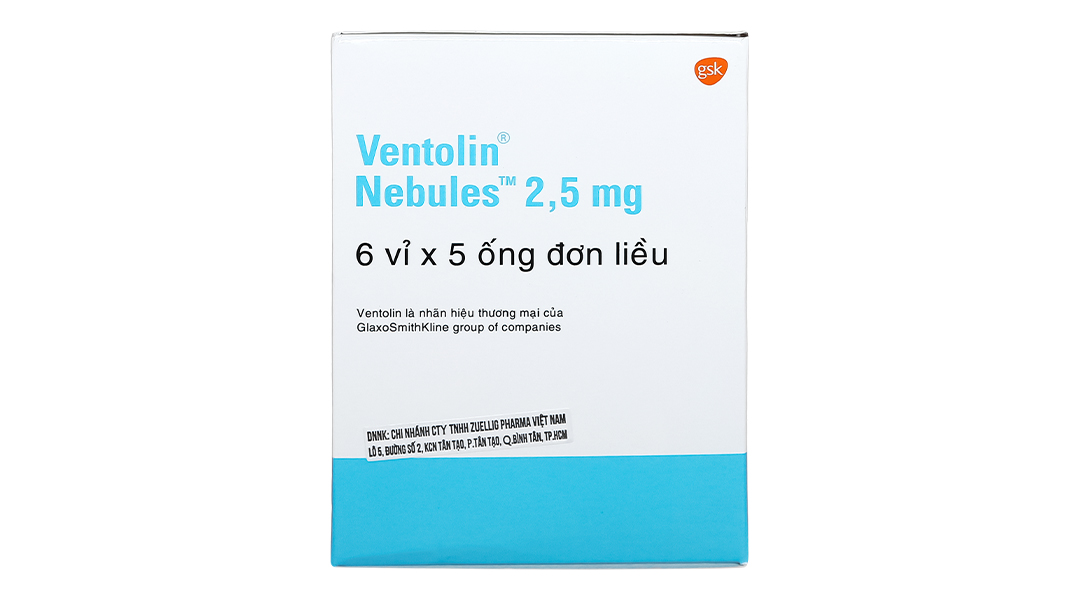 gsk
Ventolin®
Nebules™ 2,5 mg
6 vỉ x 5 ống đơn liều
Ventolin là nhãn hiệu thương mại của
GlaxoSmithKline group of companies
DNNK: CHI NHÁNH CTY TNHH ZUELLIG PHARMA VIỆT NAM
LÔ 5, ĐƯỜNG SỐ 2, KCN TÂN TẠO, P.TÂN TẠO, Q.BÌNH TÂN, TP.HCM